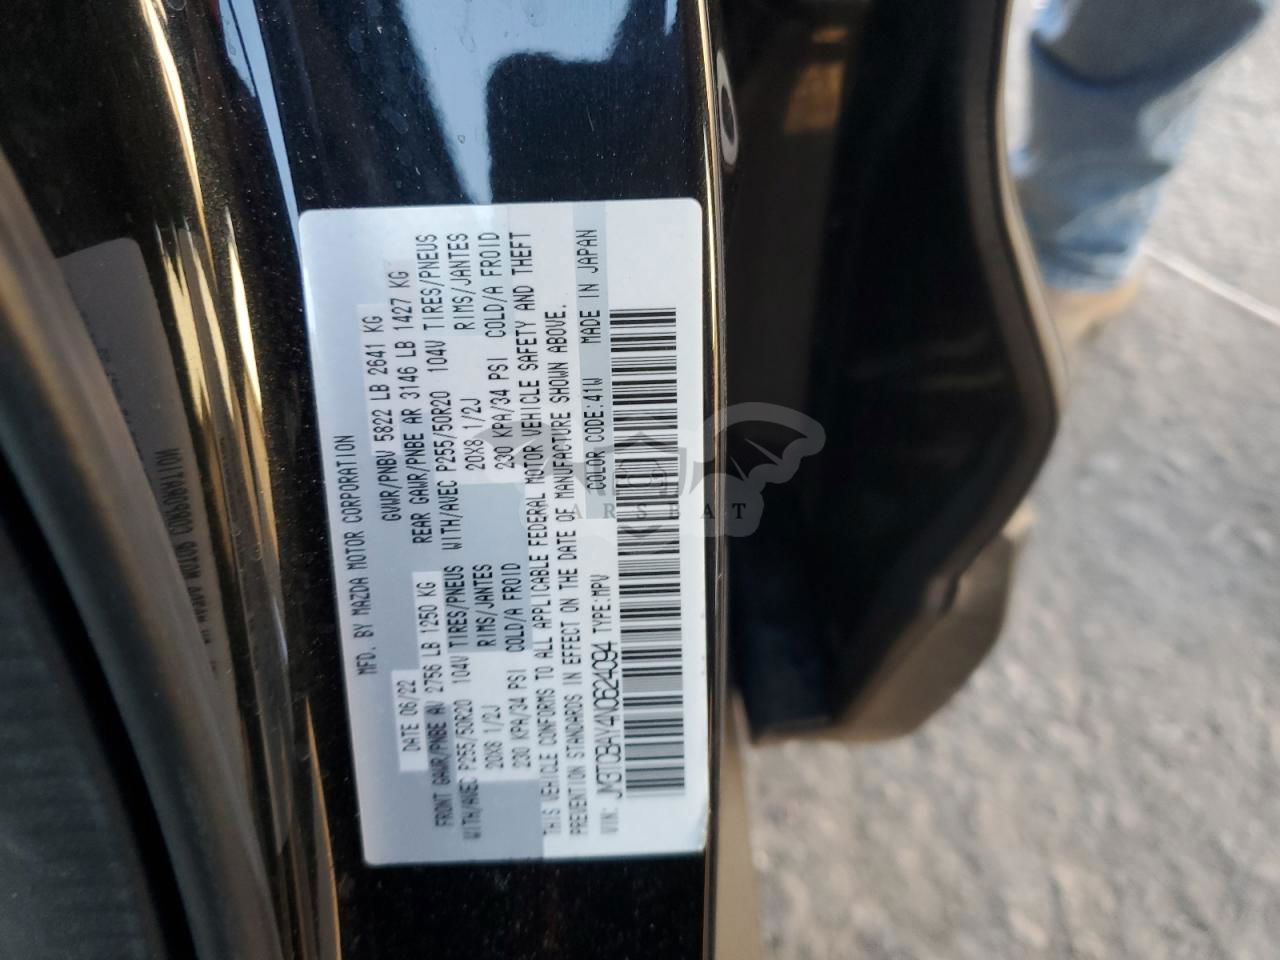 MFD. BY MAZDA MOTOR CORPORATION
DATE 06/22 GVWR/PNBV 5822 LB 2641 KG
FRONT GAWR/PNBE AV 2756 LB 1250 KG REAR GAWR/PNBE AR 3146 LB 1427 KG
WITH/AVEC P255/50R20 104V TIRES/PNEUS WITH/AVEC P255/50R20 104V TIRES/PNEUS
20X8 1/2J RIMS/JANTES 20X8 1/2J RIMS/JANTES
230 KPA/34 PSI COLD/A FROID 230 KPA/34 PSI COLD/A FROID
THIS VEHICLE CONFORMS TO ALL APPLICABLE FEDERAL MOTOR VEHICLE SAFETY AND THEFT
PREVENTION STANDARDS IN EFFECT ON THE DATE OF MANUFACTURE SHOWN ABOVE.
VIN: JM3TCBAY4N0624094 TYPE:MPV COLOR CODE:41W MADE IN JAPAN